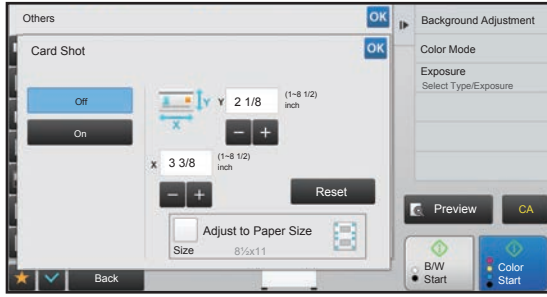 Others
OK
Background Adjustment
Card Shot
OK
Color Mode
Exposure
Select Type/Exposure
Off
On
Y
X
Y 2 1/8 (1~8 1/2)
inch
− +
X 3 3/8 (1~8 1/2)
inch
− +
Reset
Adjust to Paper Size
Size 8½x11
Preview
CA
B/W
Start
Color
Start
Back